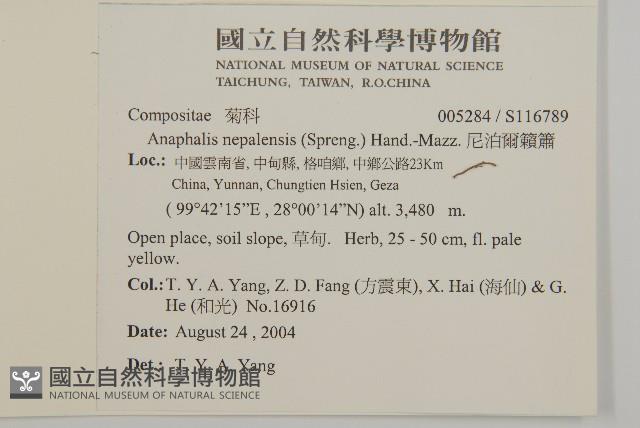 國立自然科學博物館
NATIONAL MUSEUM OF NATURAL SCIENCE
TAICHUNG, TAIWAN, R.O.CHINA
Compositae 菊科 005284 / S116789
Anaphalis nepalensis (Spreng.) Hand.-Mazz. 尼泊爾籟簫
Loc.: 中國雲南省, 中甸縣, 格咱鄉, 中鄉公路23Km
China, Yunnan, Chungtien Hsien, Geza
( 99°42'15"E , 28°00'14"N) alt. 3,480 m.
Open place, soil slope, 草甸. Herb, 25 - 50 cm, fl. pale
yellow.
Col.: T. Y. A. Yang, Z. D. Fang (方震東), X. Hai (海仙) & G.
He (和光) No.16916
Date: August 24 , 2004
Det.: T. Y. A. Yang
國立自然科學博物館
NATIONAL MUSEUM OF NATURAL SCIENCE